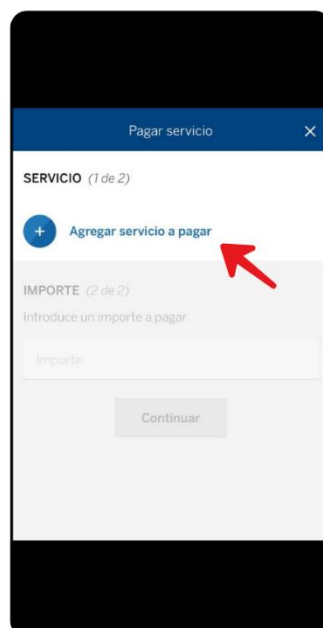 Pagar servicio
SERVICIO (1 de 2)
Agregar servicio a pagar
IMPORTE (2 de 2)
Introduce un importe a pagar
Importe
Continuar